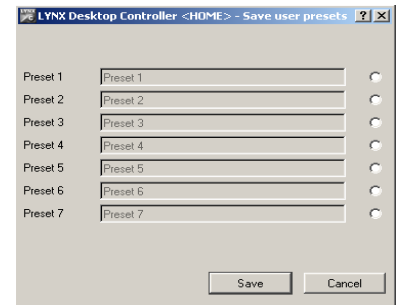 LYNX Desktop Controller <HOME> - Save user presets ? ×
Preset 1 Preset 1
Preset 2 Preset 2
Preset 3 Preset 3
Preset 4 Preset 4
Preset 5 Preset 5
Preset 6 Preset 6
Preset 7 Preset 7
Save Cancel